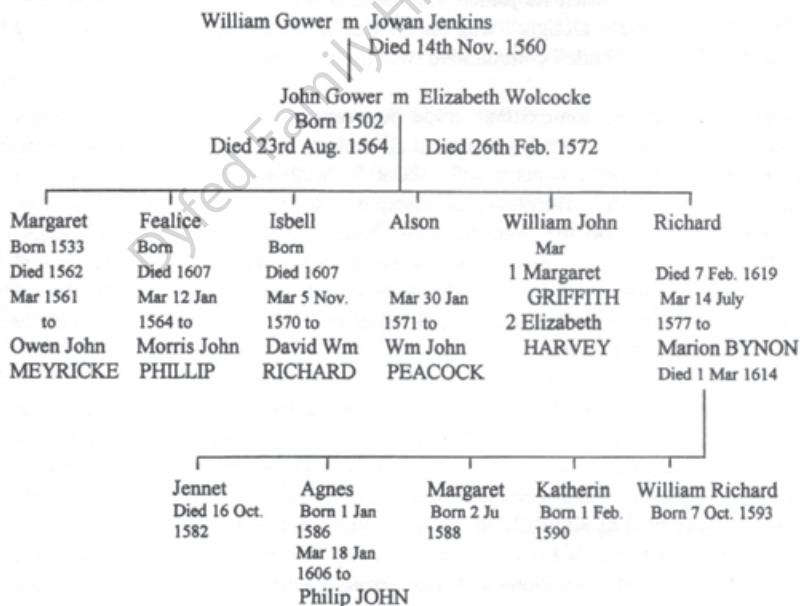 William Gower m Jowan Jenkins
Died 14th Nov. 1560
John Gower m Elizabeth Wolcocke
Born 1502
Died 23rd Aug. 1564 Died 26th Feb. 1572
Margaret Fealice Isbell Alson William John Richard
Born 1533 Born Born Mar
Died 1562 Died 1607 Died 1607 1 Margaret Died 7 Feb. 1619
Mar 1561 Mar 12 Jan Mar 5 Nov. Mar 30 Jan GRIFFITH Mar 14 July
to 1564 to 1570 to 1571 to 2 Elizabeth 1577 to
Owen John Morris John David Wm Wm John HARVEY Marion BYNON
MEYRICKE PHILLIP RICHARD PEACOCK Died 1 Mar 1614
Jennet Agnes Margaret Katherin William Richard
Died 16 Oct. Born 1 Jan Born 2 Ju Born 1 Feb. Born 7 Oct. 1593
1582 1586 1588 1590
Mar 18 Jan
1606 to
Philip JOHN
Dyfed Family